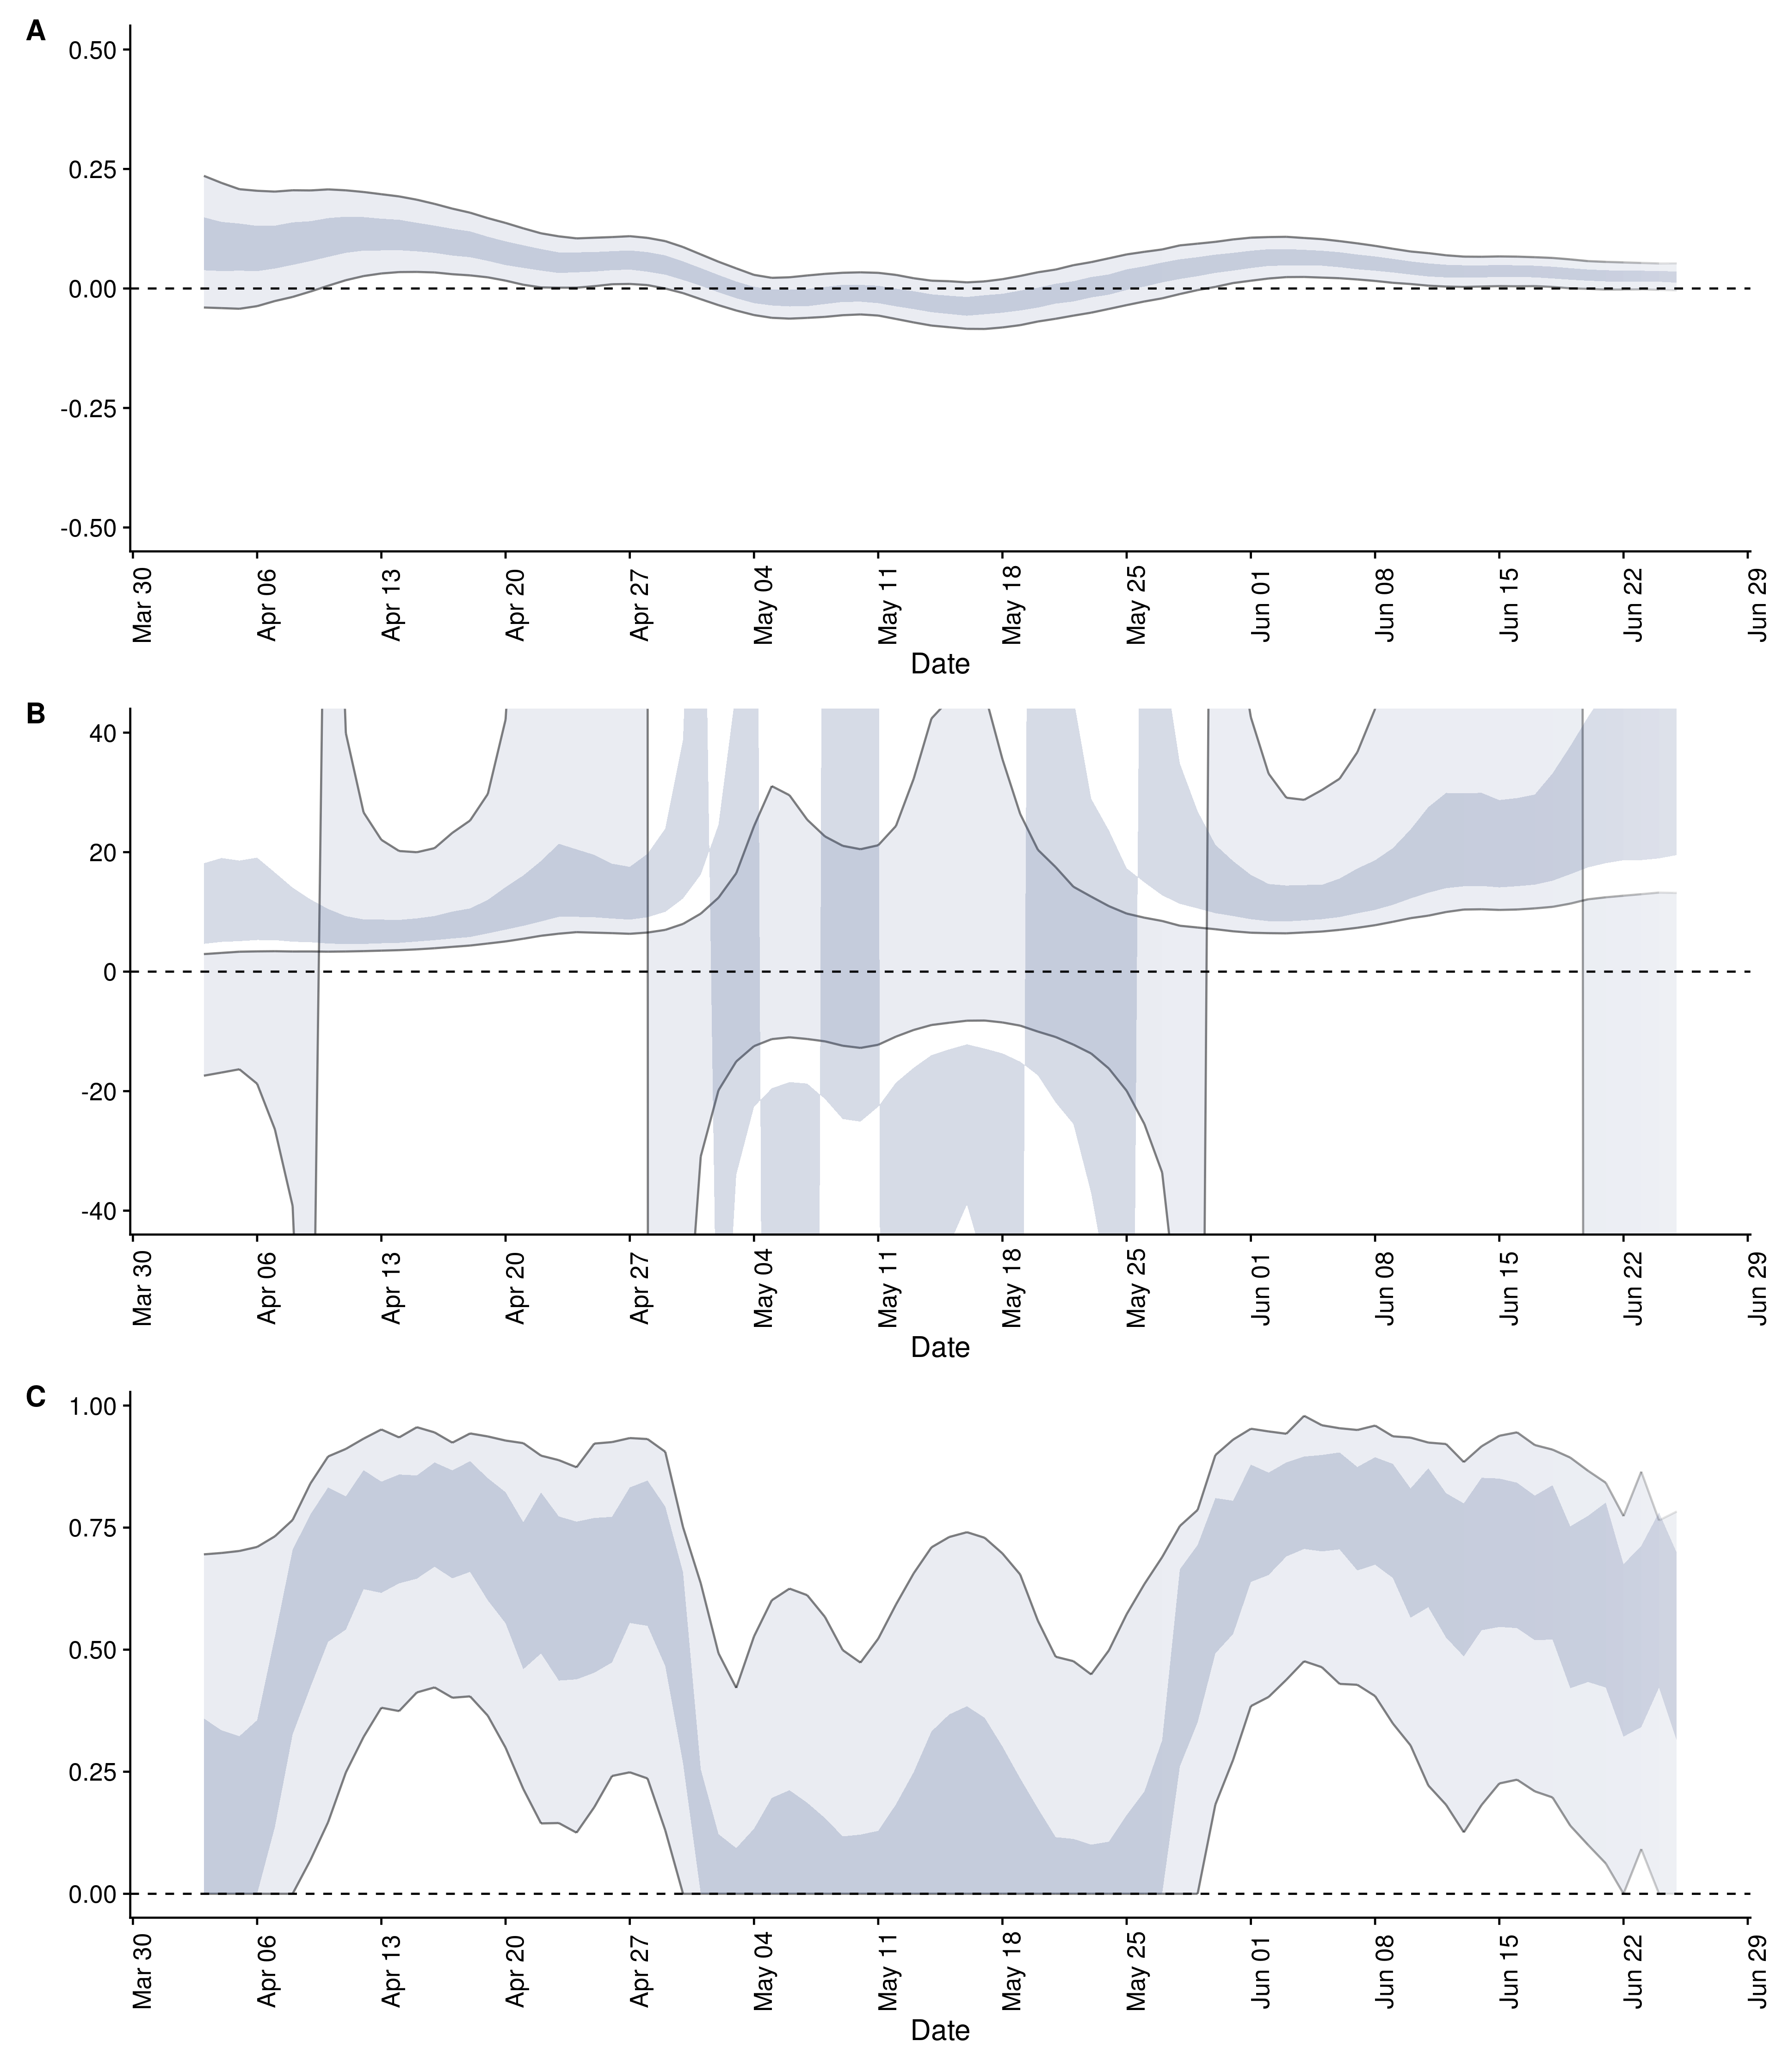 A
0.50
0.25
0.00
-0.25
-0.50
Mar 30
Apr 06
Apr 13
Apr 20
Apr 27
May 04
May 11
May 18
May 25
Jun 01
Jun 08
Jun 15
Jun 22
Jun 29
Date
B
40
20
0
-20
-40
Mar 30
Apr 06
Apr 13
Apr 20
Apr 27
May 04
May 11
May 18
May 25
Jun 01
Jun 08
Jun 15
Jun 22
Jun 29
Date
C
1.00
0.75
0.50
0.25
0.00
Mar 30
Apr 06
Apr 13
Apr 20
Apr 27
May 04
May 11
May 18
May 25
Jun 01
Jun 08
Jun 15
Jun 22
Jun 29
Date